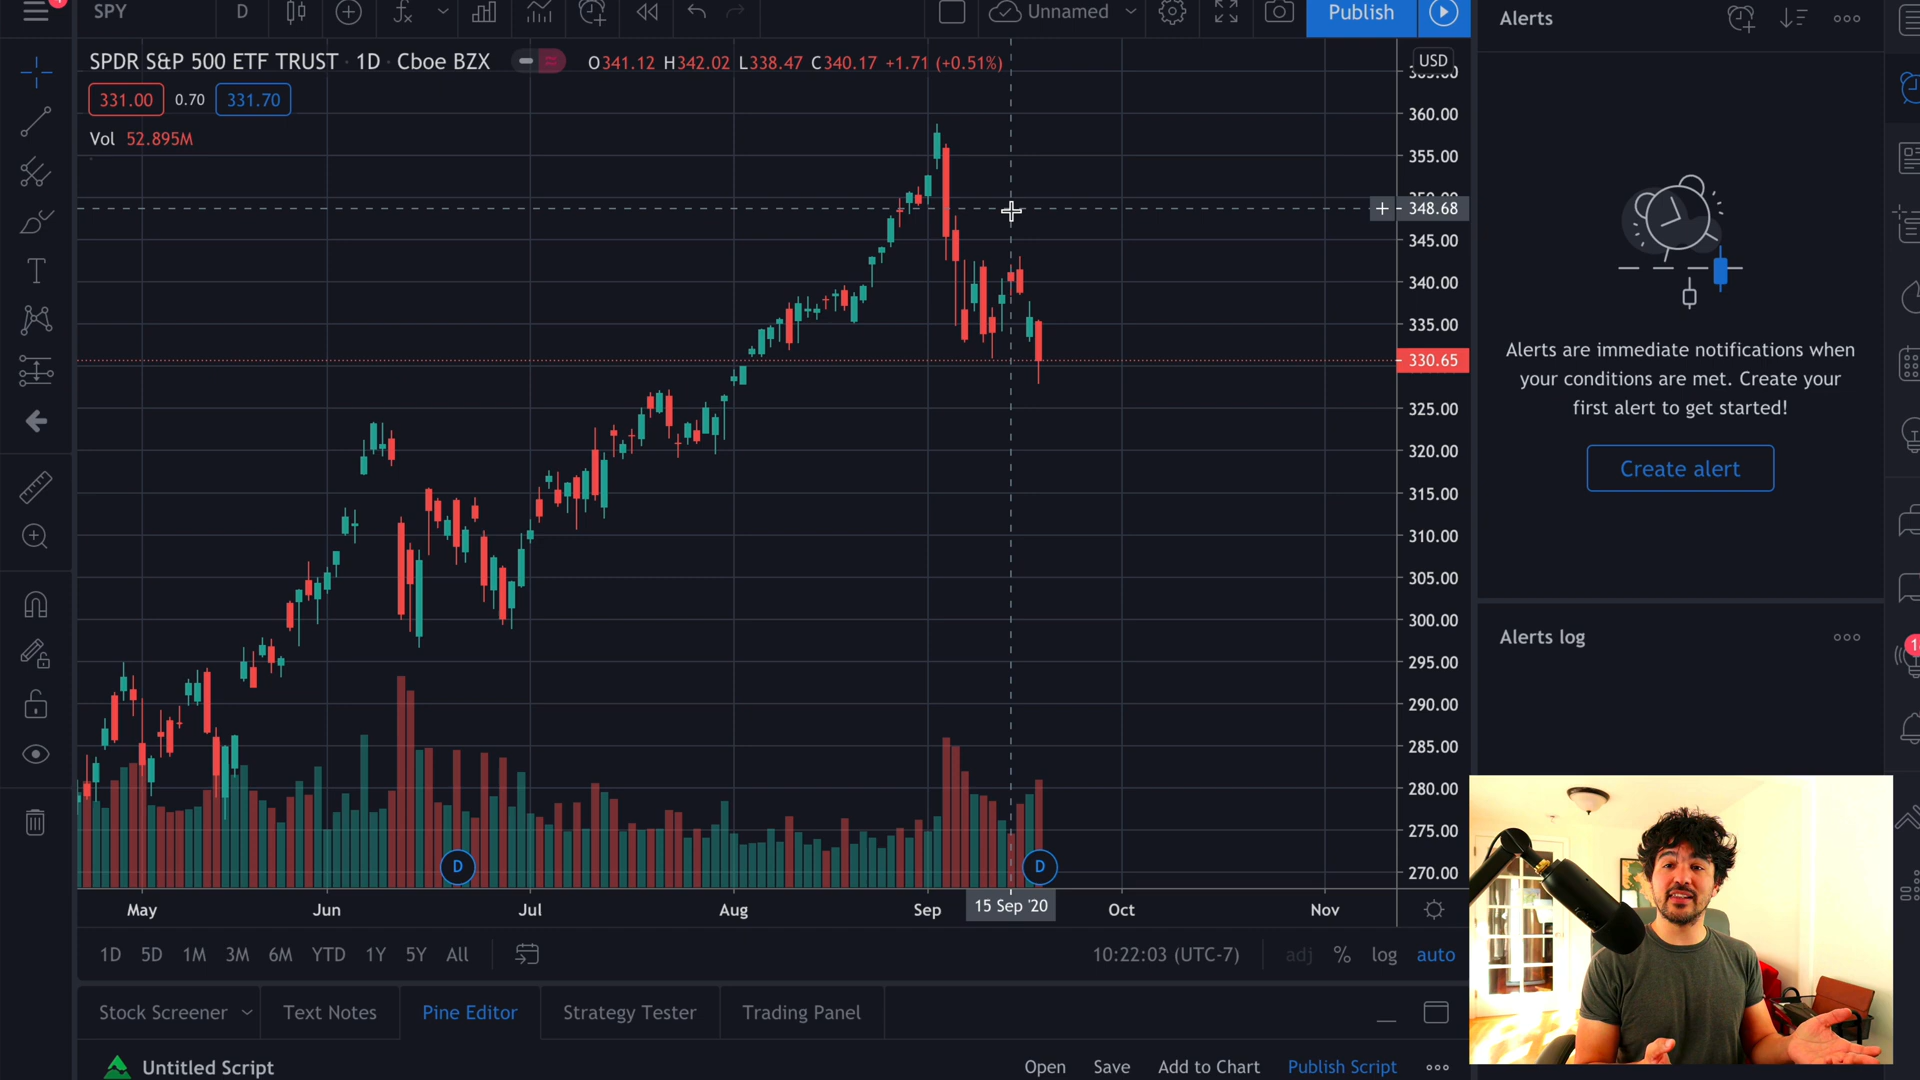 SPY
D
Unnamed
Publish
Alerts
SPDR S&P 500 ETF TRUST · 1D · Cboe BZX
O341.12 H342.02 L338.47 C340.17 +1.71 (+0.51%)
USD
331.00 0.70 331.70
Vol 52.895M
360.00
355.00
348.68
345.00
340.00
335.00
330.65
325.00
320.00
315.00
310.00
305.00
300.00
295.00
290.00
285.00
280.00
275.00
270.00
Alerts are immediate notifications when
your conditions are met. Create your
first alert to get started!
Create alert
Alerts log
D
D
May Jun Jul Aug Sep 15 Sep '20 Oct Nov
1D 5D 1M 3M 6M YTD 1Y 5Y All
10:22:03 (UTC-7) adj % log auto
Stock Screener Text Notes Pine Editor Strategy Tester Trading Panel
Untitled Script
Open Save Add to Chart Publish Script